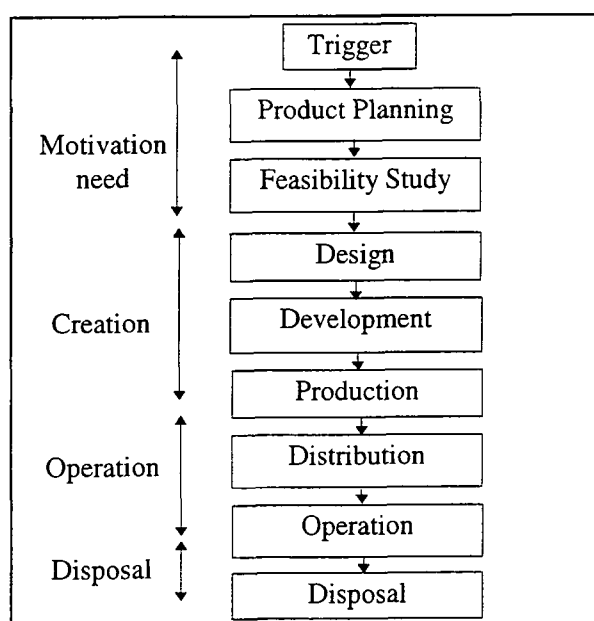 Trigger
Product Planning
Motivation
need
Feasibility Study
Design
Creation
Development
Production
Operation
Distribution
Operation
Disposal
Disposal